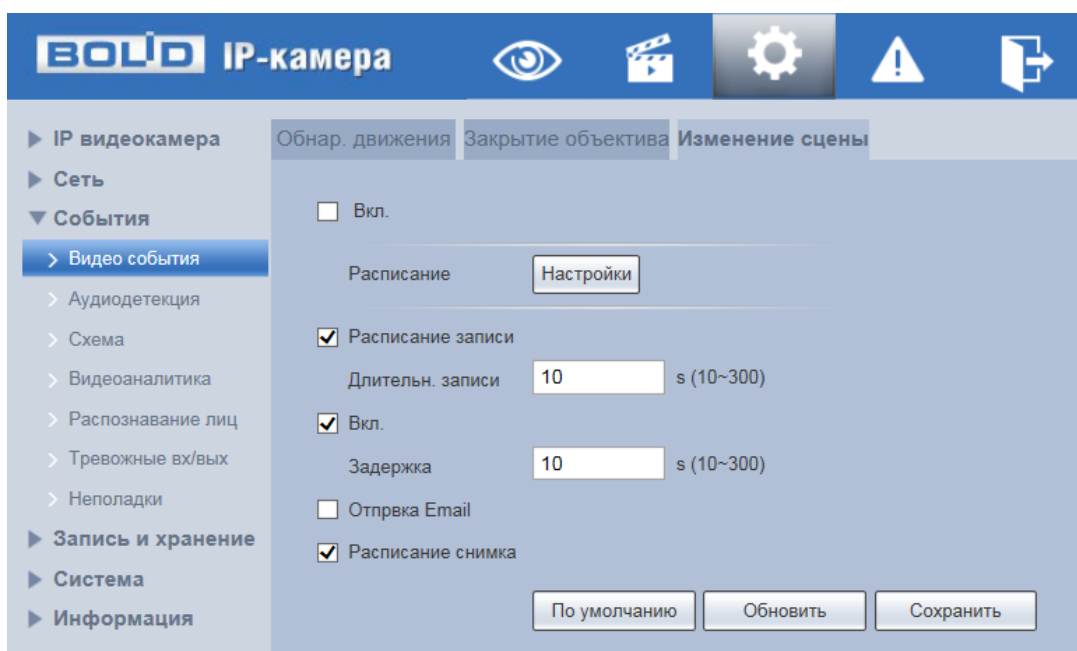 BOLID IP-камера
IP видеокамера
Сеть
События
Видео события
Аудиодетекция
Схема
Видеоаналитика
Распознавание лиц
Тревожные вх/вых
Неполадки
Запись и хранение
Система
Информация
Обнар. движения Закрытие объектива Изменение сцены
Вкл.
Расписание Настройки
Расписание записи
Длительн. записи 10 s (10~300)
Вкл.
Задержка 10 s (10~300)
Отпрвка Email
Расписание снимка
По умолчанию Обновить Сохранить